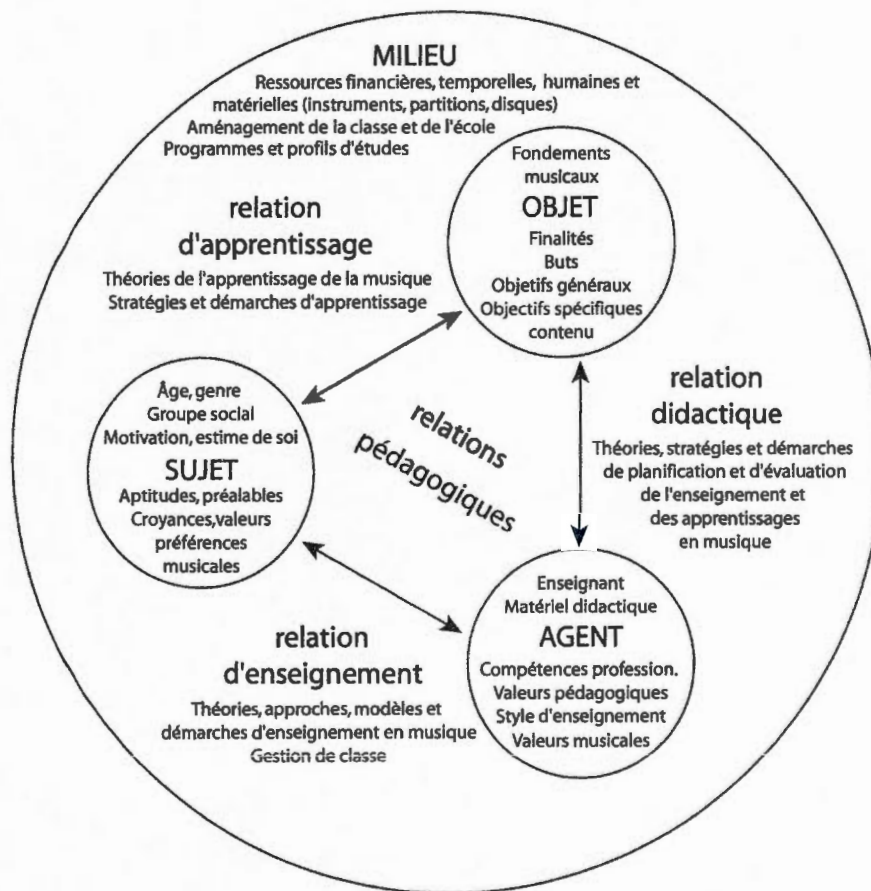 MILIEU
Ressources financières, temporelles, humaines et
matérielles (instruments, partitions, disques)
Aménagement de la classe et de l'école
Programmes et profils d'études
Fondements
musicaux
OBJET
Finalités
Buts
Objetifs généraux
Objectifs spécifiques
contenu
relation
d'apprentissage
Théories de l'apprentissage de la musique
Stratégies et démarches d'apprentissage
Âge, genre
Groupe social
Motivation, estime de soi
SUJET
Aptitudes, préalables
Croyances,valeurs
préférences
musicales
relations
pédagogiques
relation
didactique
Théories, stratégies et démarches
de planification et d'évaluation
de l'enseignement et
des apprentissages
en musique
Enseignant
Matériel didactique
AGENT
Compétences profession.
Valeurs pédagogiques
Style d'enseignement
Valeurs musicales
relation
d'enseignement
Théories, approches, modèles et
démarches d'enseignement en musique
Gestion de classe